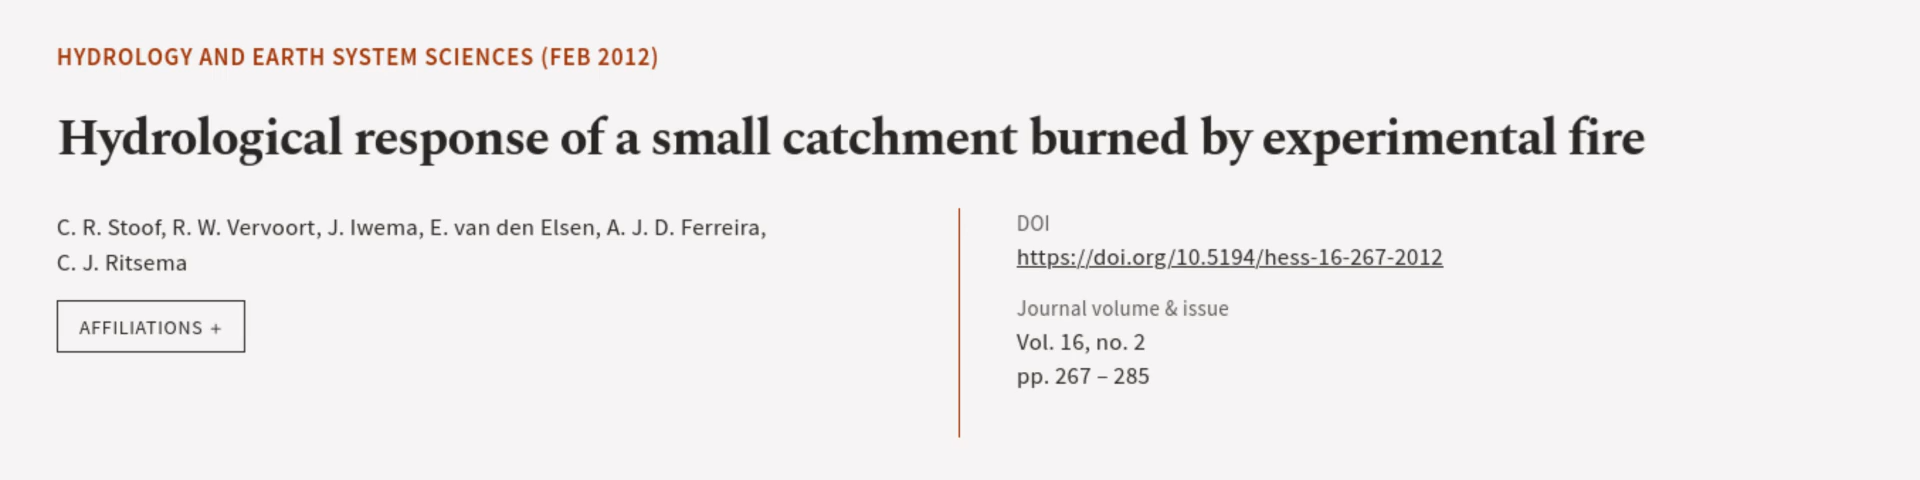 HYDROLOGY AND EARTH SYSTEM SCIENCES (FEB 2012)
Hydrological response of a small catchment burned by experimental fire
C. R. Stoof, R. W. Vervoort, J. Iwema, E. van den Elsen, A. J. D. Ferreira,
C. J. Ritsema
AFFILIATIONS +
DOI
https://doi.org/10.5194/hess-16-267-2012
Journal volume & issue
Vol. 16, no. 2
pp. 267 – 285